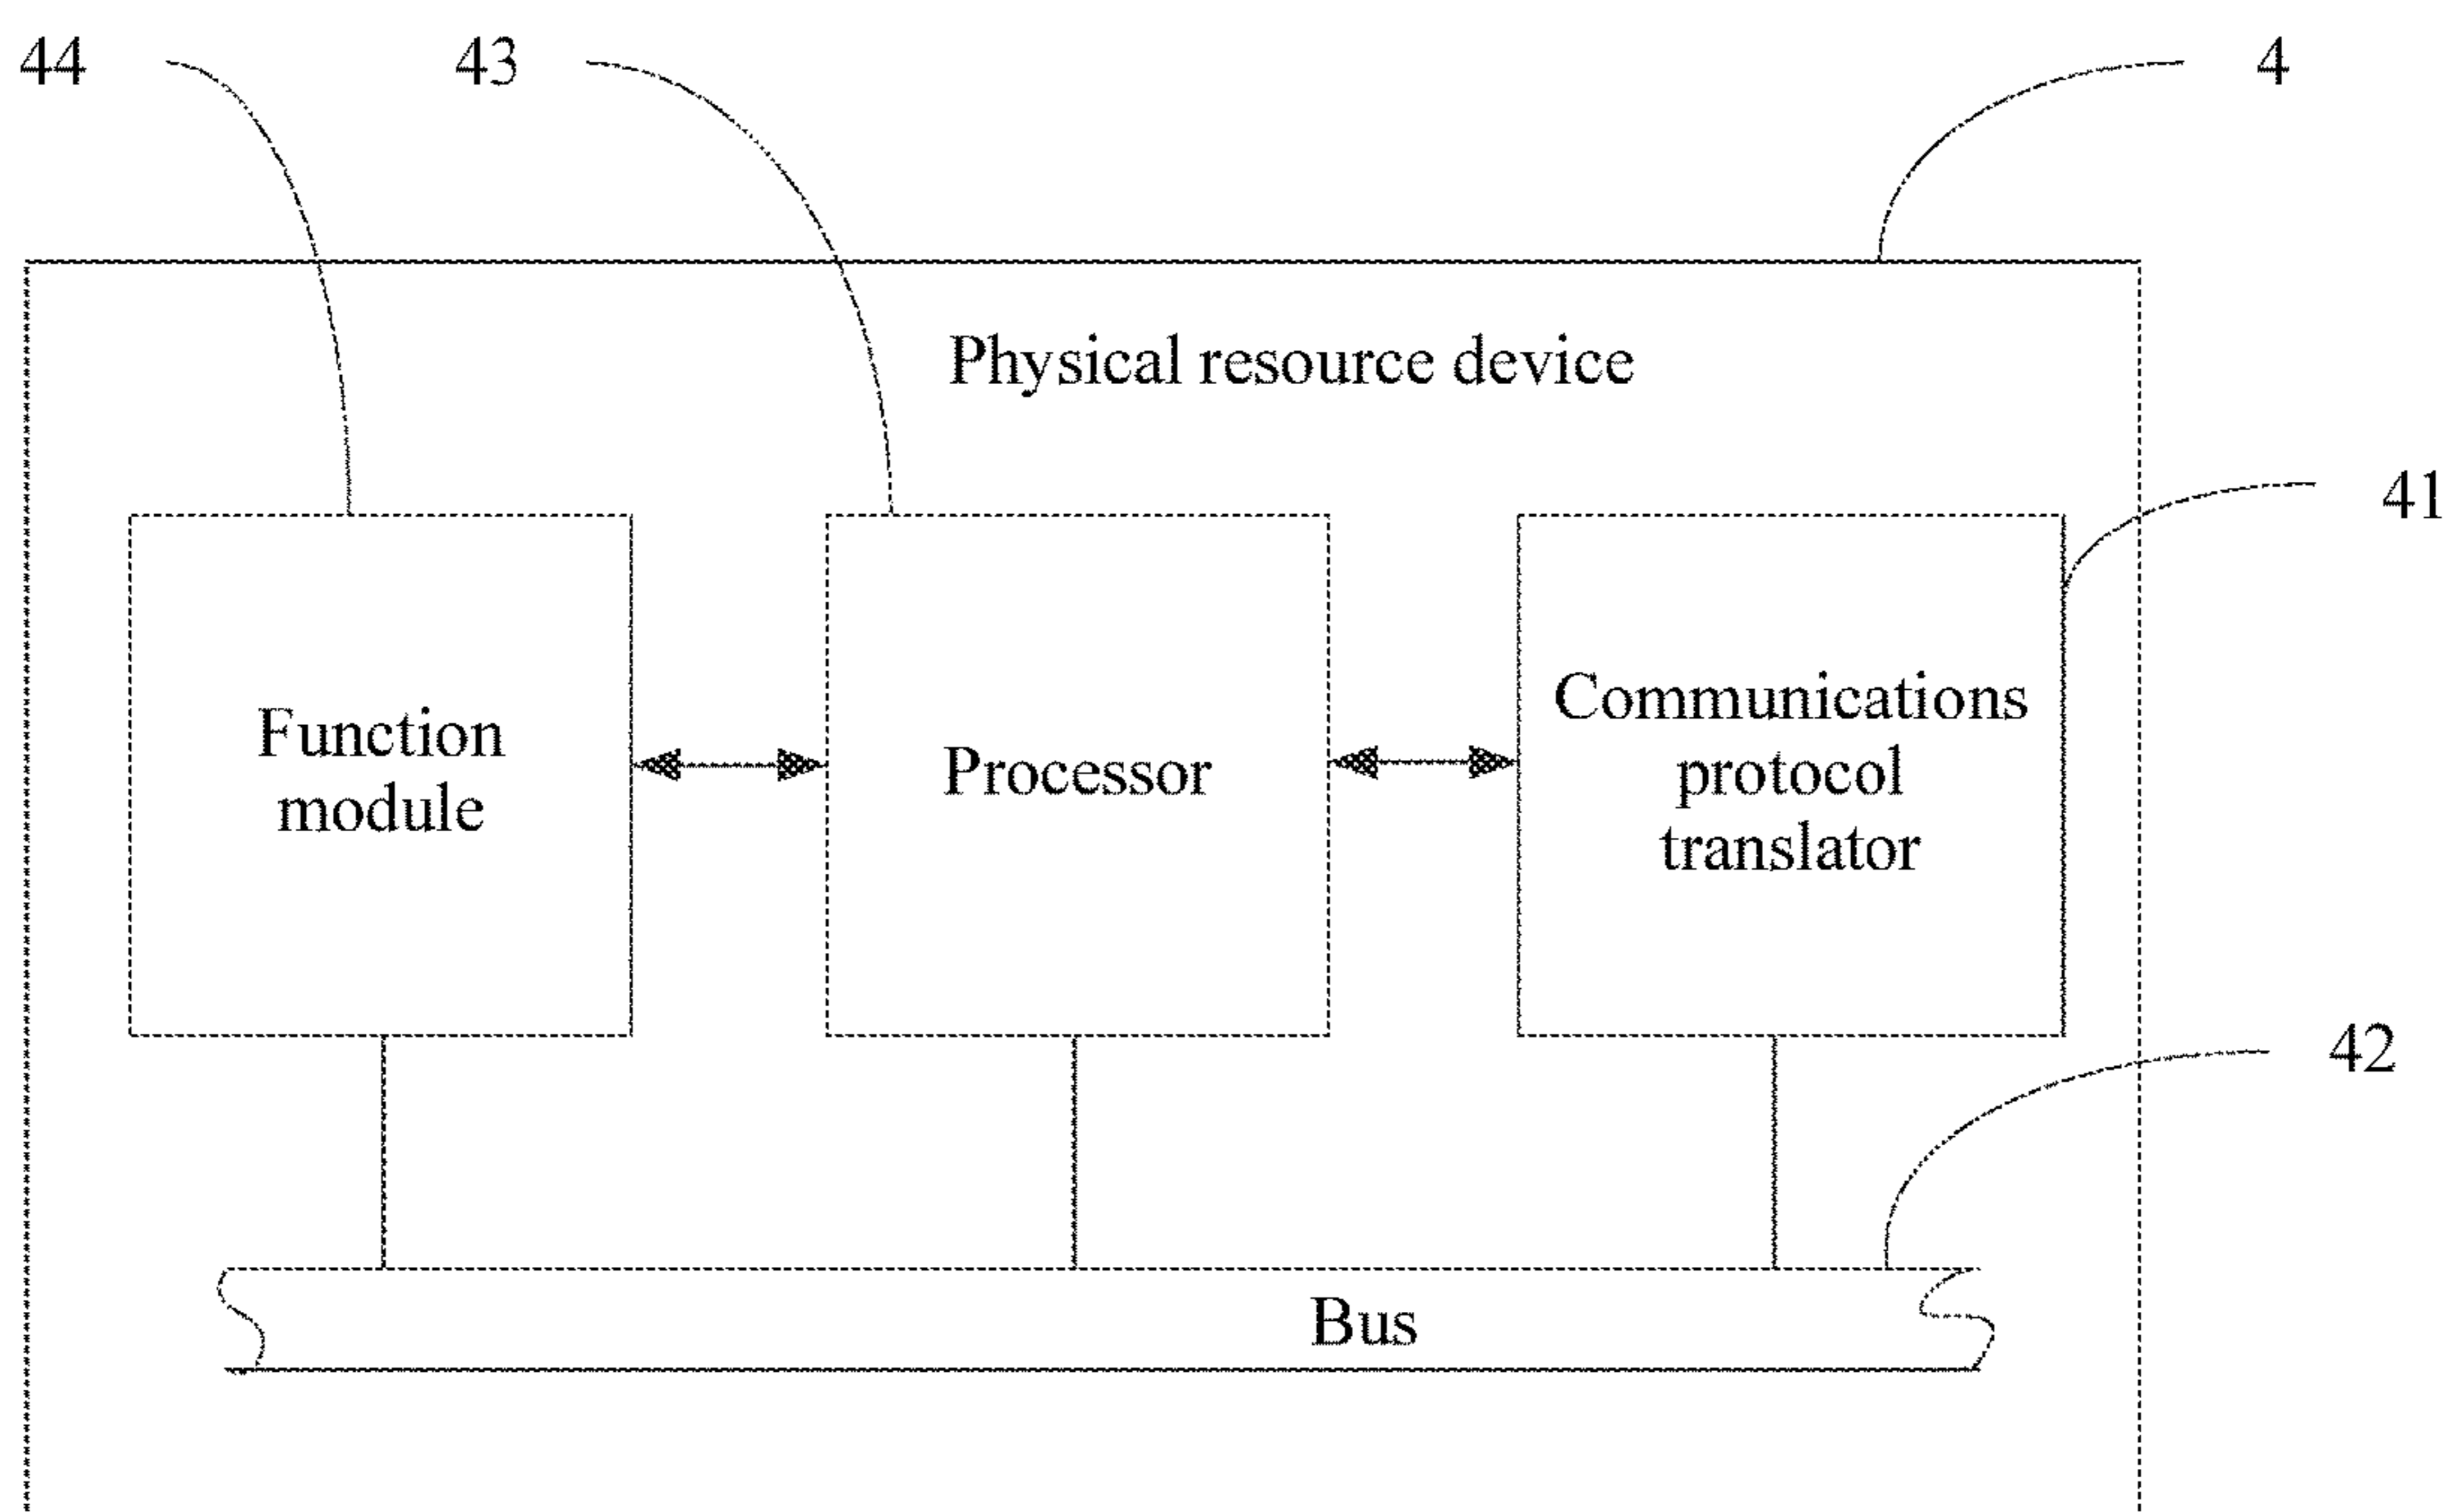 44
43
4
Physical resource device
41
Function
module
Processor
Communications
protocol
translator
42
Bus